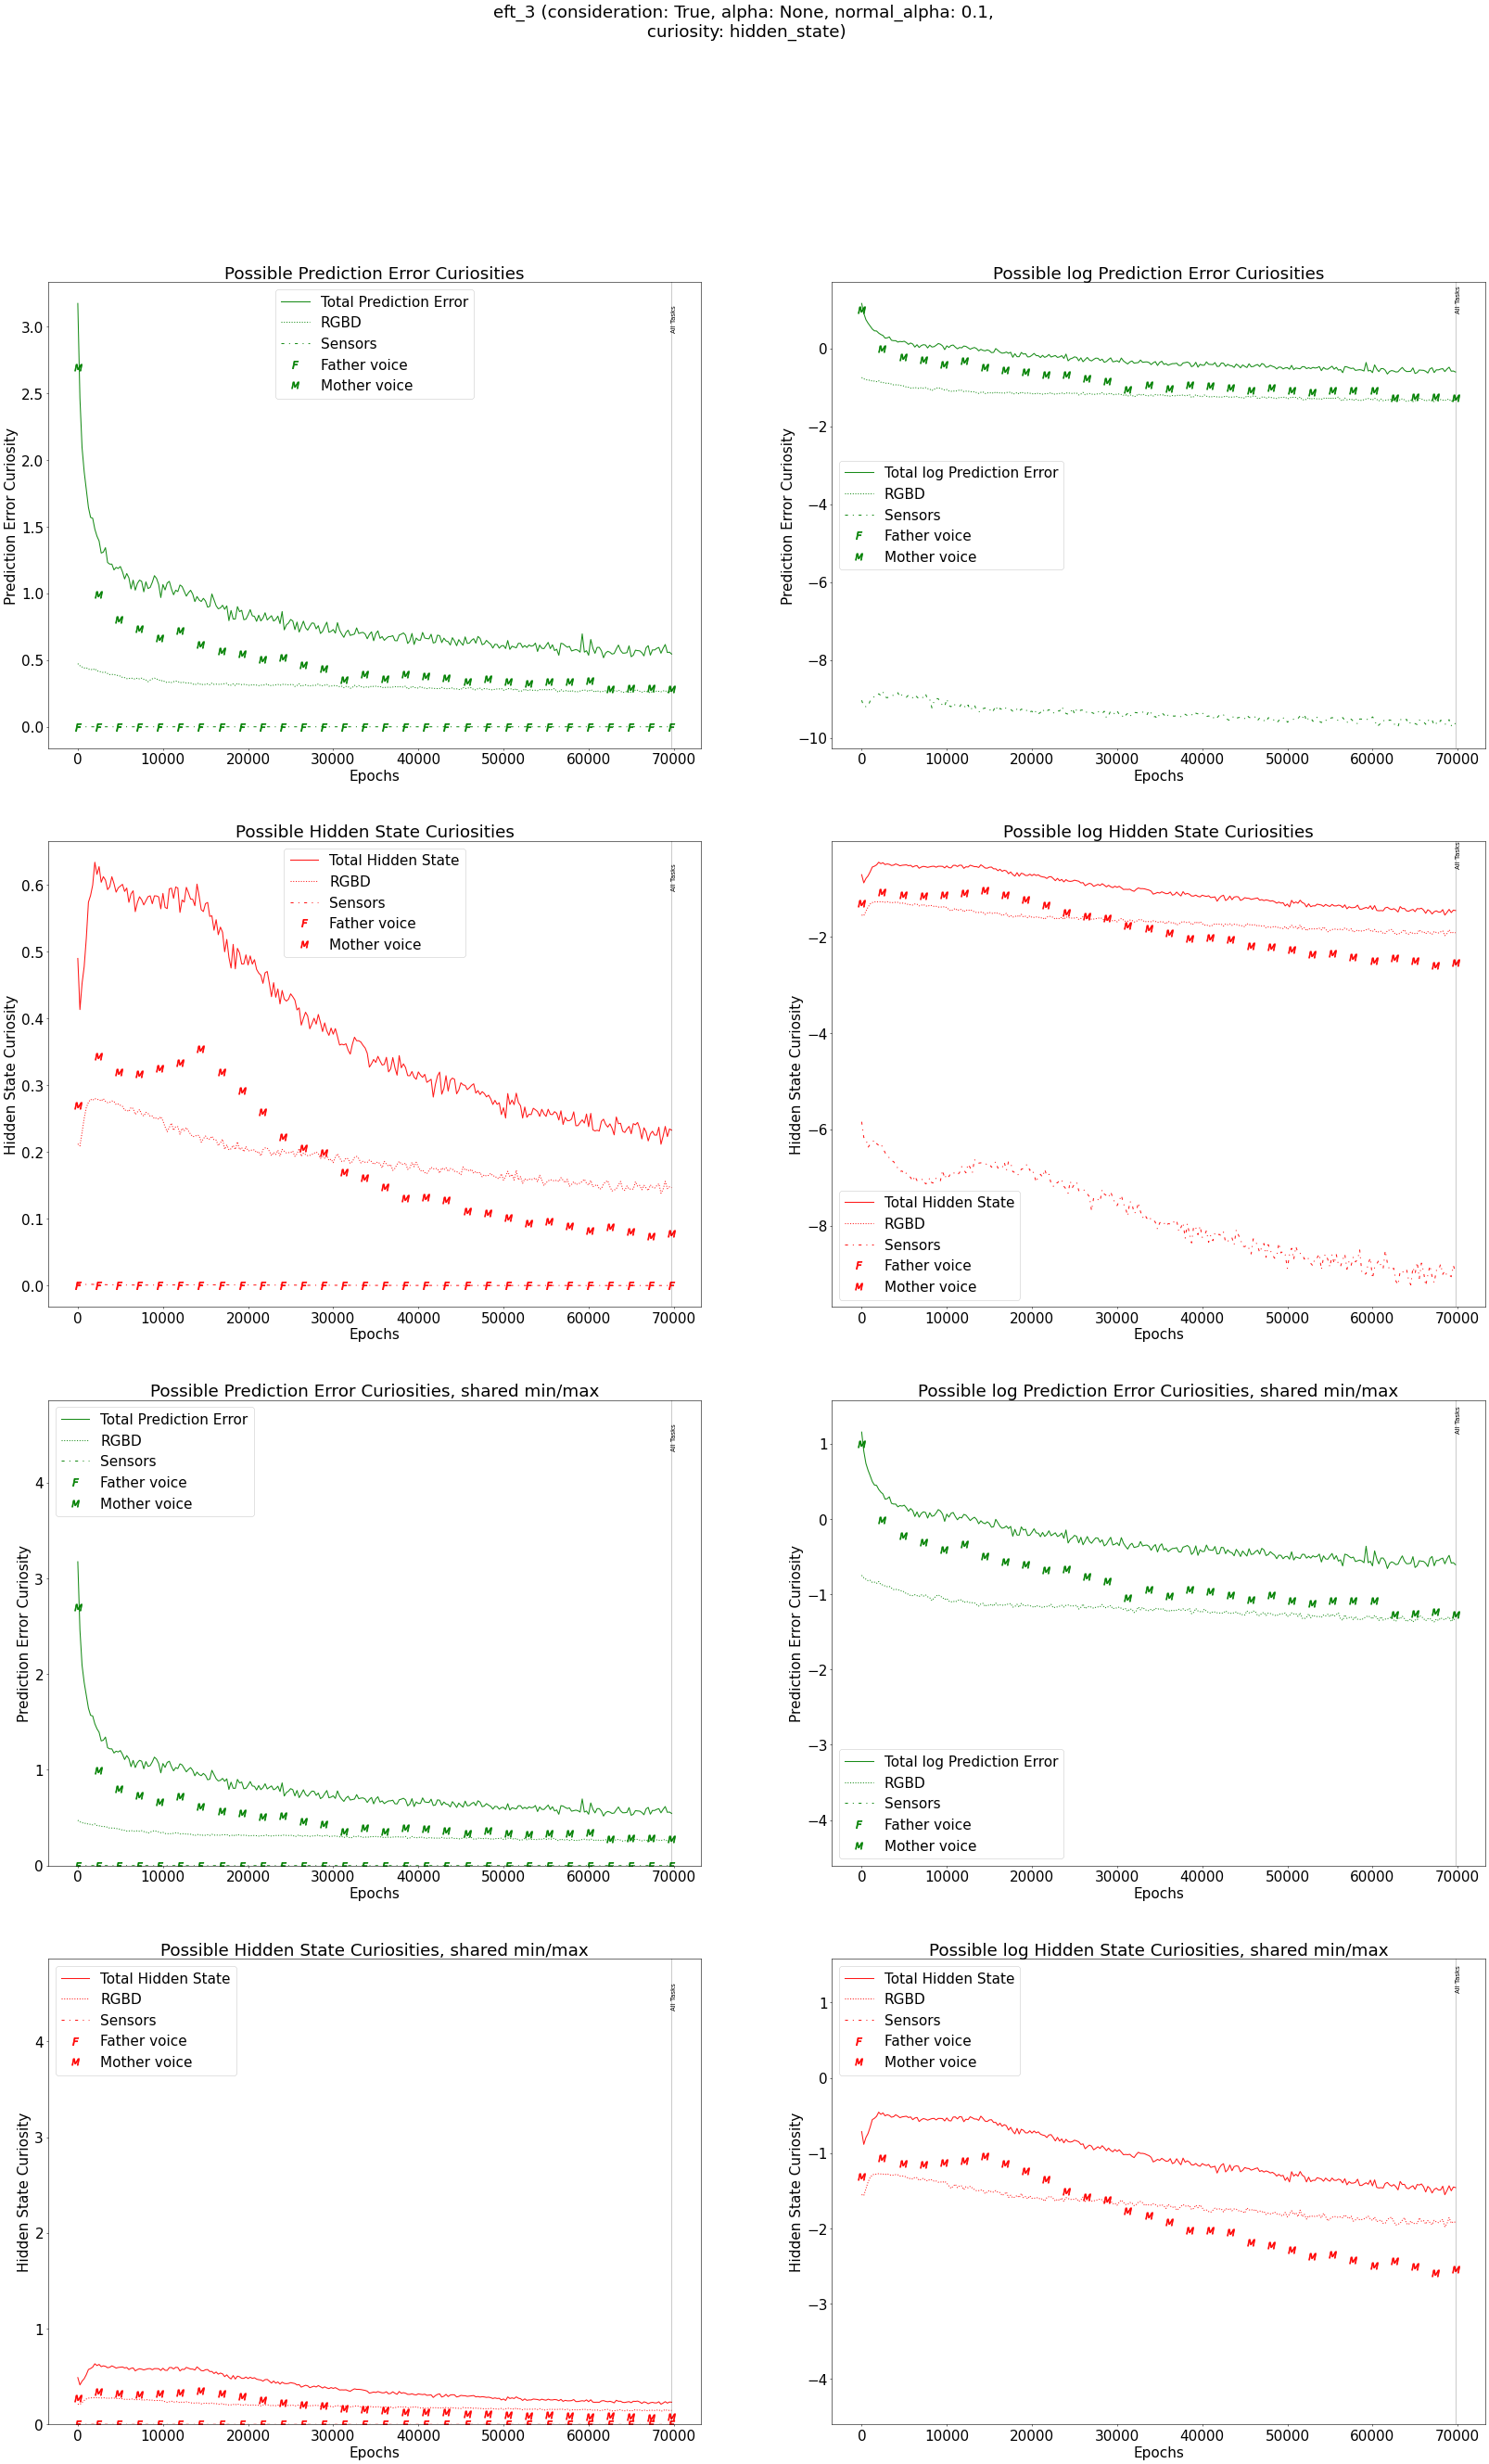 eft_3 (consideration: True, alpha: None, normal_alpha: 0.1,
curiosity: hidden_state)
Possible Prediction Error Curiosities
Prediction Error Curiosity
3.0
2.5
2.0
1.5
1.0
0.5
0.0
Total Prediction Error
RGBD
Sensors
F Father voice
M Mother voice
All Tasks
0 10000 20000 30000 40000 50000 60000 70000
Epochs
Possible log Prediction Error Curiosities
Prediction Error Curiosity
0
−2
−4
−6
−8
−10
Total log Prediction Error
RGBD
Sensors
F Father voice
M Mother voice
All Tasks
0 10000 20000 30000 40000 50000 60000 70000
Epochs
Possible Hidden State Curiosities
Hidden State Curiosity
0.6
0.5
0.4
0.3
0.2
0.1
0.0
Total Hidden State
RGBD
Sensors
F Father voice
M Mother voice
All Tasks
0 10000 20000 30000 40000 50000 60000 70000
Epochs
Possible log Hidden State Curiosities
Hidden State Curiosity
−2
−4
−6
−8
Total Hidden State
RGBD
Sensors
F Father voice
M Mother voice
All Tasks
0 10000 20000 30000 40000 50000 60000 70000
Epochs
Possible Prediction Error Curiosities, shared min/max
Prediction Error Curiosity
4
3
2
1
0
Total Prediction Error
RGBD
Sensors
F Father voice
M Mother voice
All Tasks
0 10000 20000 30000 40000 50000 60000 70000
Epochs
Possible log Prediction Error Curiosities, shared min/max
Prediction Error Curiosity
1
0
−1
−2
−3
−4
Total log Prediction Error
RGBD
Sensors
F Father voice
M Mother voice
All Tasks
0 10000 20000 30000 40000 50000 60000 70000
Epochs
Possible Hidden State Curiosities, shared min/max
Hidden State Curiosity
4
3
2
1
0
Total Hidden State
RGBD
Sensors
F Father voice
M Mother voice
All Tasks
0 10000 20000 30000 40000 50000 60000 70000
Epochs
Possible log Hidden State Curiosities, shared min/max
Hidden State Curiosity
1
0
−1
−2
−3
−4
Total Hidden State
RGBD
Sensors
F Father voice
M Mother voice
All Tasks
0 10000 20000 30000 40000 50000 60000 70000
Epochs